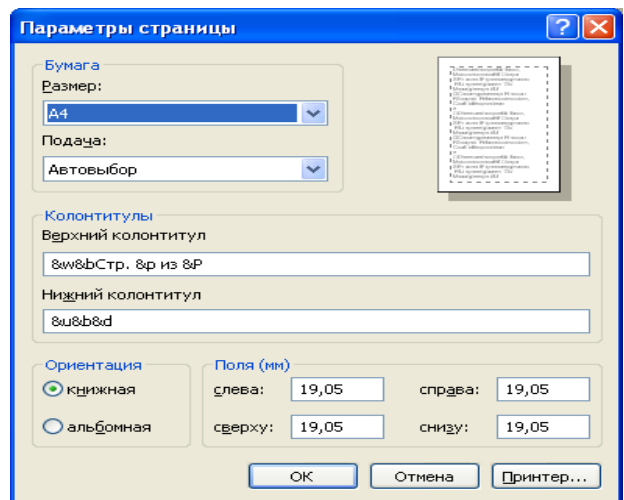 Параметры страницы
Бумага
Размер:
A4
Подача:
Автовыбор
Колонтитулы
Верхний колонтитул
&w&bСтр. &p из &P
Нижний колонтитул
&u&b&d
Ориентация
книжная
альбомная
Поля (мм)
слева: 19,05 справа: 19,05
сверху: 19,05 снизу: 19,05
ОК Отмена Принтер...